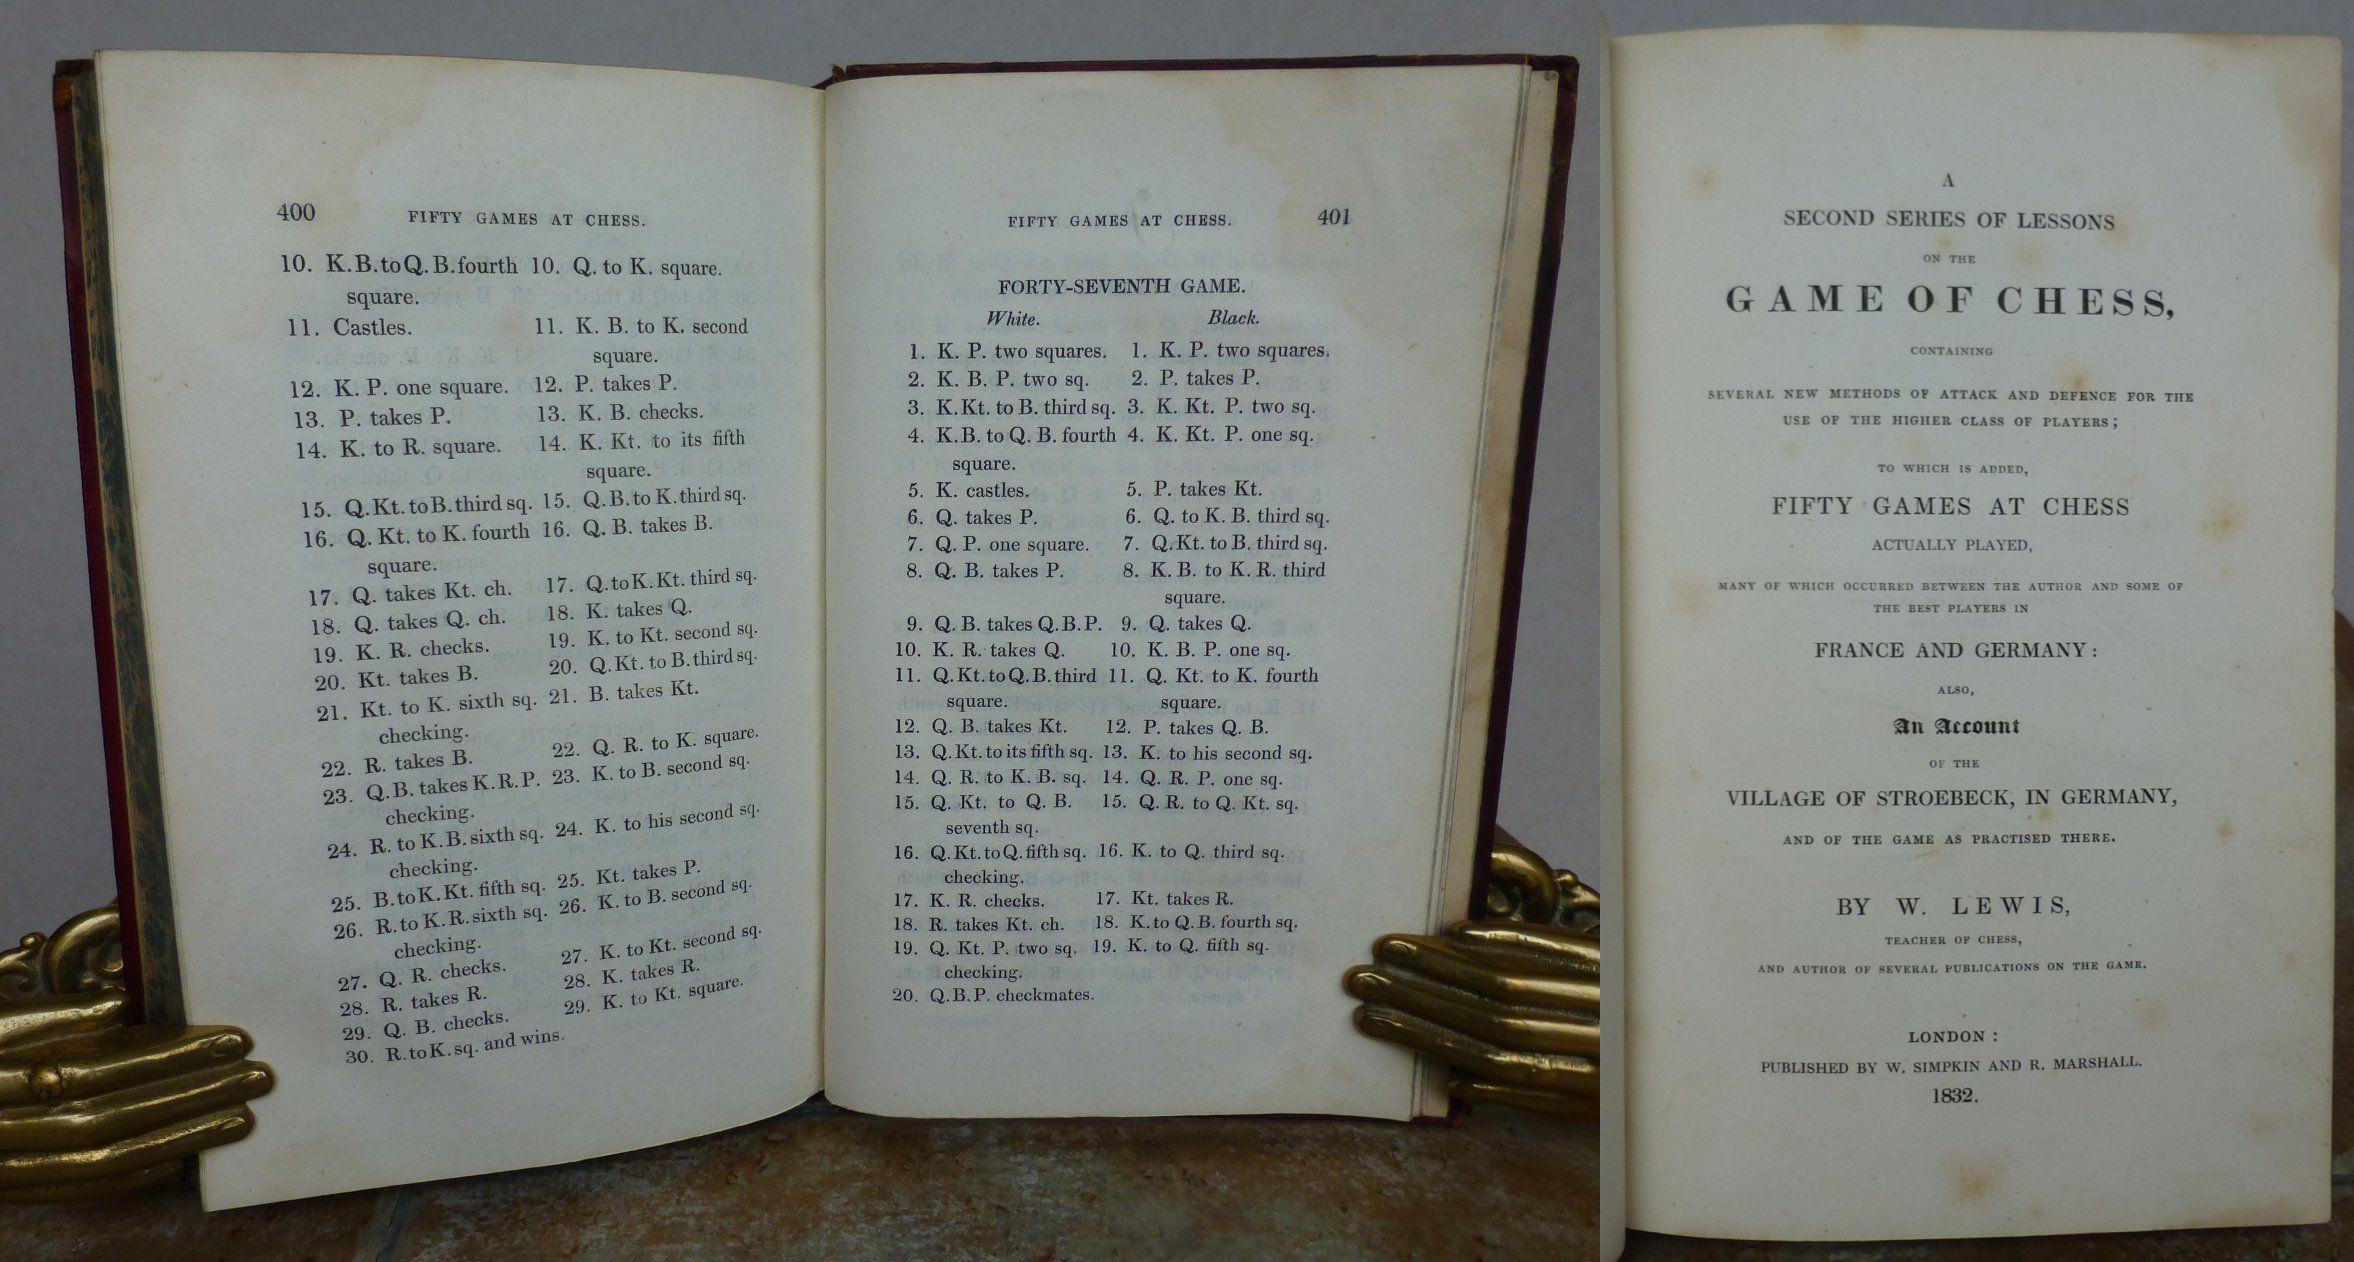 400 FIFTY GAMES AT CHESS.
10. K.B.toQ.B.fourth 10. Q. to K. square.
square.
11. Castles. 11. K. B. to K. second
square.
12. K. P. one square. 12. P. takes P.
13. P. takes P. 13. K. B. checks.
14. K. to R. square. 14. K. Kt. to its fifth
square.
15. Q.Kt.toB.third sq. 15. Q.B.to K.third sq.
16. Q. Kt. to K. fourth 16. Q. B. takes B.
square.
17. Q. takes Kt. ch. 17. Q.toK.Kt. third sq.
18. Q. takes Q. ch. 18. K. takes Q.
19. K. R. checks. 19. K. to Kt. second sq.
20. Kt. takes B. 20. Q.Kt. to B.third sq.
21. Kt. to K. sixth sq. 21. B. takes Kt.
checking.
22. R. takes B. 22. Q. R. to K. square.
23. Q.B. takes K.R.P. 23. K. to B. second sq.
checking.
24. R. to K.B. sixth sq. 24. K. to his second sq.
checking.
25. B.toK.Kt. fifth sq. 25. Kt. takes P.
26. R.to K.R.sixth sq. 26. K. to B. second sq.
checking.
27. Q. R. checks. 27. K. to Kt. second sq.
28. R. takes R. 28. K. takes R.
29. Q. B. checks. 29. K. to Kt. square.
30. R.toK.sq. and wins.
FIFTY GAMES AT CHESS. 401
FORTY-SEVENTH GAME.
White. Black.
1. K. P. two squares. 1. K. P. two squares.
2. K. B. P. two sq. 2. P. takes P.
3. K.Kt. to B. third sq. 3. K. Kt. P. two sq.
4. K.B. to Q. B. fourth 4. K. Kt. P. one sq.
square.
5. K. castles. 5. P. takes Kt.
6. Q. takes P. 6. Q. to K. B. third sq.
7. Q. P. one square. 7. Q.Kt. to B. third sq.
8. Q. B. takes P. 8. K. B. to K. R. third
square.
9. Q. B. takes Q.B.P. 9. Q. takes Q.
10. K. R. takes Q. 10. K. B. P. one sq.
11. Q.Kt.toQ.B.third 11. Q. Kt. to K. fourth
square. square.
12. Q. B. takes Kt. 12. P. takes Q. B.
13. Q.Kt.to its fifth sq. 13. K. to his second sq.
14. Q. R. to K. B. sq. 14. Q. R. P. one sq.
15. Q. Kt. to Q. B. 15. Q. R. to Q. Kt. sq.
seventh sq.
16. Q.Kt.toQ.fifth sq. 16. K. to Q. third sq.
checking.
17. K. R. checks. 17. Kt. takes R.
18. R. takes Kt. ch. 18. K.to Q.B. fourth sq.
19. Q. Kt. P. two sq. 19. K. to Q. fifth sq.
checking.
20. Q.B.P. checkmates.
A
SECOND SERIES OF LESSONS
ON THE
GAME OF CHESS,
CONTAINING
SEVERAL NEW METHODS OF ATTACK AND DEFENCE FOR THE
USE OF THE HIGHER CLASS OF PLAYERS;
TO WHICH IS ADDED,
FIFTY GAMES AT CHESS
ACTUALLY PLAYED,
MANY OF WHICH OCCURRED BETWEEN THE AUTHOR AND SOME OF
THE BEST PLAYERS IN
FRANCE AND GERMANY:
ALSO,
An Account
OF THE
VILLAGE OF STROEBECK, IN GERMANY,
AND OF THE GAME AS PRACTISED THERE.
BY W. LEWIS,
TEACHER OF CHESS,
AND AUTHOR OF SEVERAL PUBLICATIONS ON THE GAME.
LONDON:
PUBLISHED BY W. SIMPKIN AND R. MARSHALL.
1832.